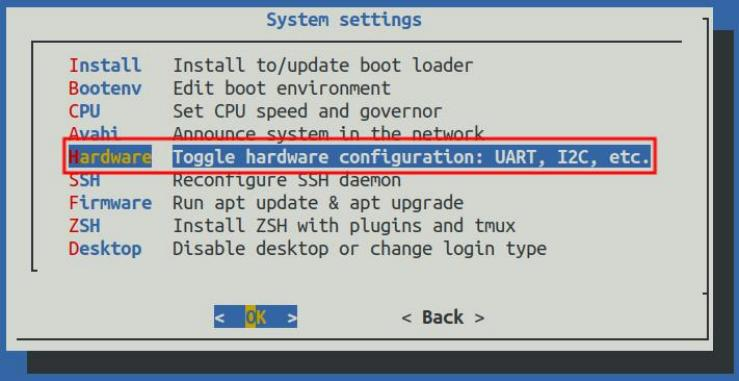 System settings
Install Install to/update boot loader
Bootenv Edit boot environment
CPU Set CPU speed and governor
Avahi Announce system in the network
Hardware Toggle hardware configuration: UART, I2C, etc.
SSH Reconfigure SSH daemon
Firmware Run apt update & apt upgrade
ZSH Install ZSH with plugins and tmux
Desktop Disable desktop or change login type
< OK > < Back >